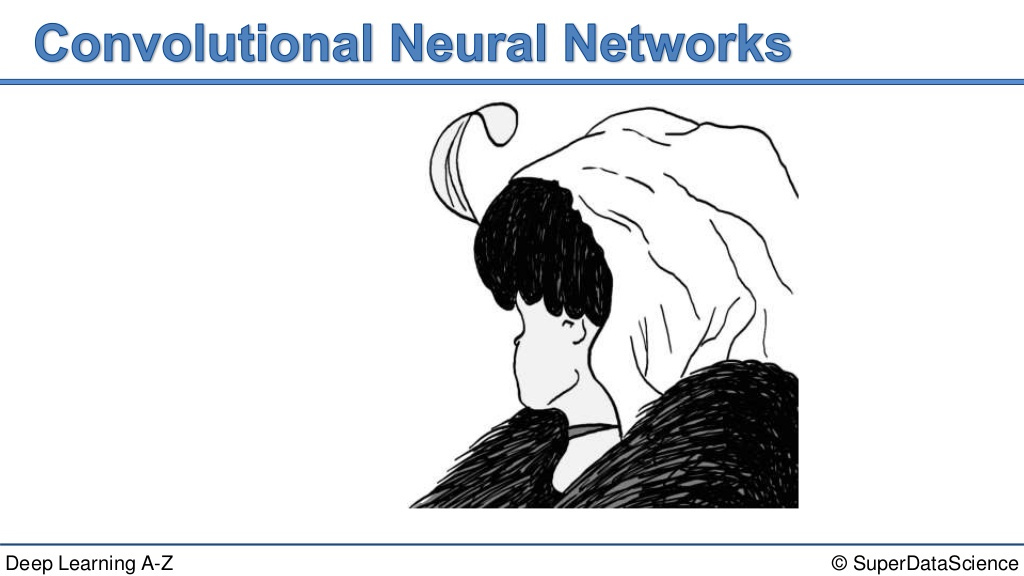 Convolutional Neural Networks
Deep Learning A-Z
© SuperDataScience